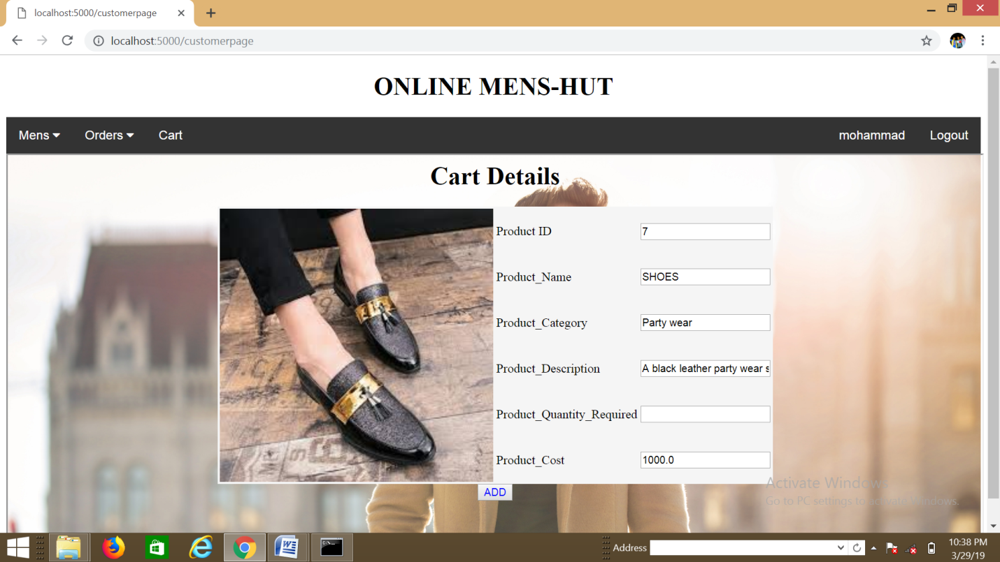 localhost:5000/customerpage
localhost:5000/customerpage
ONLINE MENS-HUT
Mens Orders Cart mohammad Logout
Cart Details
Product ID 7
Product_Name SHOES
Product_Category Party wear
Product_Description A black leather party wear s
Product_Quantity_Required
Product_Cost 1000.0
ADD
Activate Windows
Go to PC settings to activate Windows.
Address
10:38 PM
3/29/19